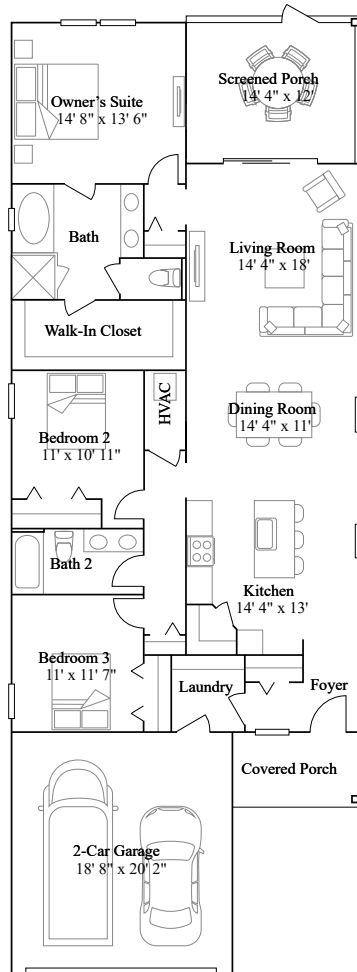 Screened Porch
14' 4" x 12'
Owner's Suite
14' 8" x 13' 6"
Bath
Living Room
14' 4" x 18'
Walk-In Closet
HVAC
Dining Room
14' 4" x 11'
Bedroom 2
11' x 10' 11"
Bath 2
Kitchen
14' 4" x 13'
Bedroom 3
11' x 11' 7"
Laundry
Foyer
Covered Porch
2-Car Garage
18' 8" x 20' 2"